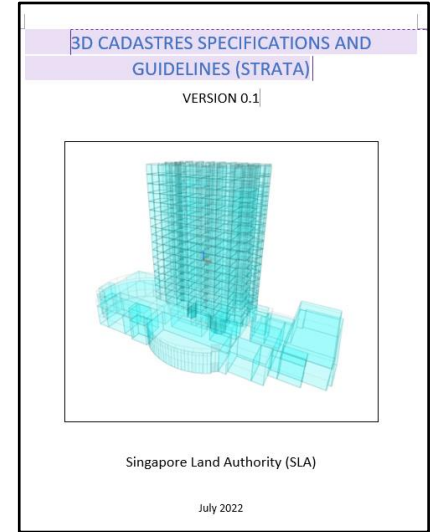 3D CADASTRES SPECIFICATIONS AND
GUIDELINES (STRATA)
VERSION 0.1
Singapore Land Authority (SLA)
July 2022